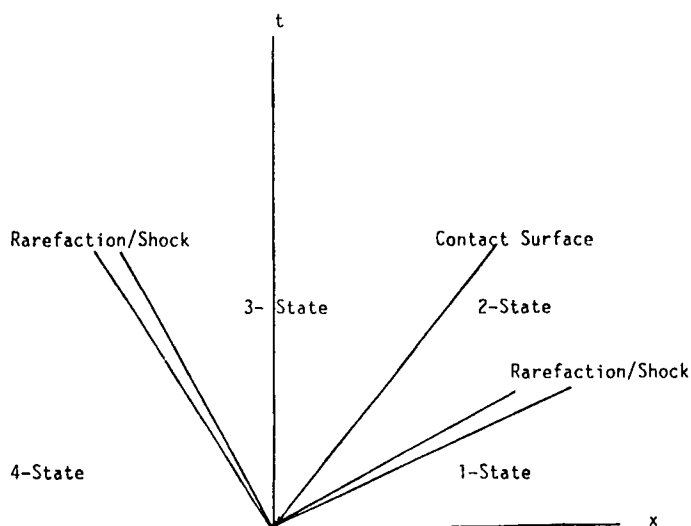 t
Rarefaction/Shock
Contact Surface
3- State
2-State
Rarefaction/Shock
4-State
1-State
x